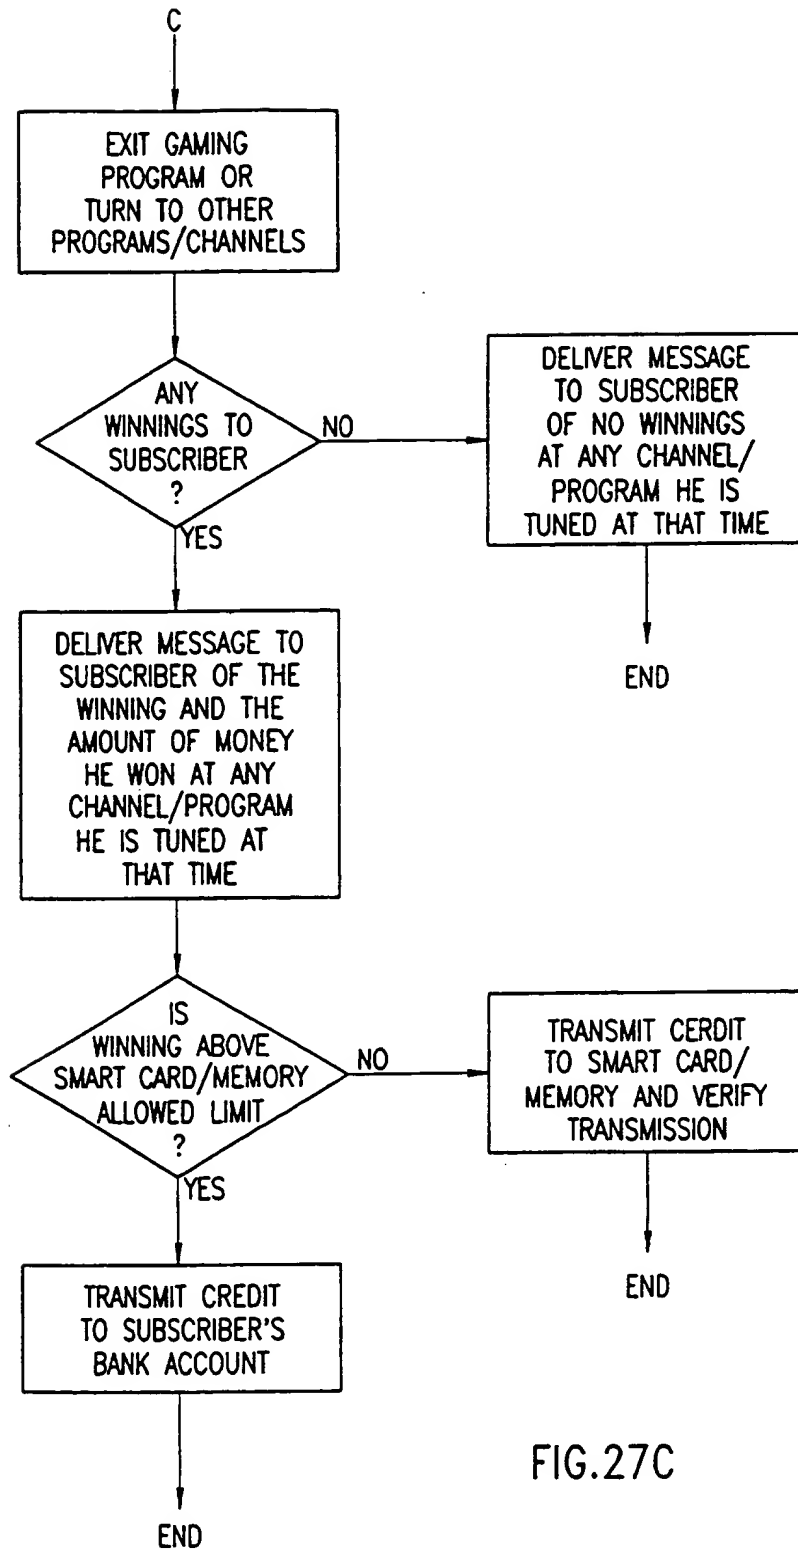 C
EXIT GAMING
PROGRAM OR
TURN TO OTHER
PROGRAMS/CHANNELS
ANY
WINNINGS TO
SUBSCRIBER
?
NO
YES
DELIVER MESSAGE
TO SUBSCRIBER
OF NO WINNINGS
AT ANY CHANNEL/
PROGRAM HE IS
TUNED AT THAT TIME
END
DELIVER MESSAGE TO
SUBSCRIBER OF THE
WINNING AND THE
AMOUNT OF MONEY
HE WON AT ANY
CHANNEL/PROGRAM
HE IS TUNED AT
THAT TIME
IS
WINNING ABOVE
SMART CARD/MEMORY
ALLOWED LIMIT
?
NO
YES
TRANSMIT CERDIT
TO SMART CARD/
MEMORY AND VERIFY
TRANSMISSION
END
TRANSMIT CREDIT
TO SUBSCRIBER'S
BANK ACCOUNT
END
FIG.27C